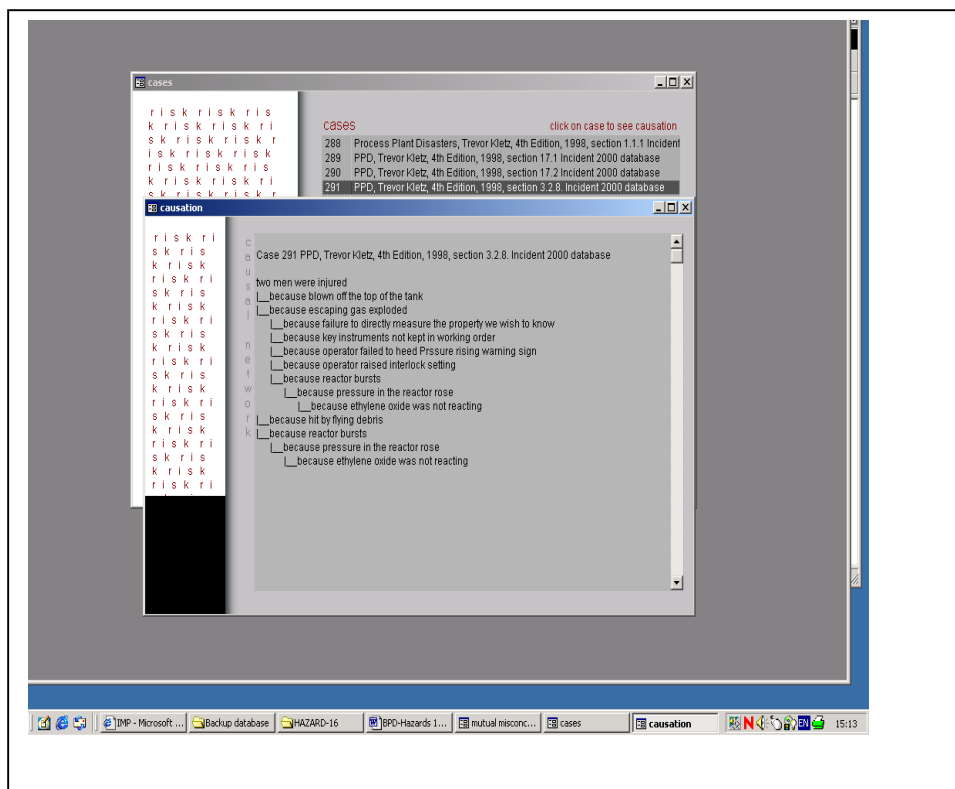 cases
risk risk ris
k risk risk ri
sk risk risk r
isk risk risk
risk risk ris
k risk risk ri
sk risk risk r
cases click on case to see causation
288 Process Plant Disasters, Trevor Kletz, 4th Edition, 1998, section 1.1.1 Incident
289 PPD, Trevor Kletz, 4th Edition, 1998, section 17.1 Incident 2000 database
290 PPD, Trevor Kletz, 4th Edition, 1998, section 17.2 Incident 2000 database
291 PPD, Trevor Kletz, 4th Edition, 1998, section 3.2.8. Incident 2000 database
causation
risk ri
sk ris
k risk
risk ri
sk ris
k risk
risk ri
sk ris
k risk
risk ri
sk ris
k risk
risk ri
sk ris
k risk
risk ri
sk ris
k risk
risk ri
causal network
Case 291 PPD, Trevor Kletz, 4th Edition, 1998, section 3.2.8. Incident 2000 database
two men were injured
|__because blown off the top of the tank
|__because escaping gas exploded
|__because failure to directly measure the property we wish to know
|__because key instruments not kept in working order
|__because operator failed to heed Prssure rising warning sign
|__because operator raised interlock setting
|__because reactor bursts
|__because pressure in the reactor rose
|__because ethylene oxide was not reacting
|__because hit by flying debris
|__because reactor bursts
|__because pressure in the reactor rose
|__because ethylene oxide was not reacting
IMP - Microsoft ... Backup database HAZARD-16 BPD-Hazards 1... mutual misconc... cases causation N EN 15:13